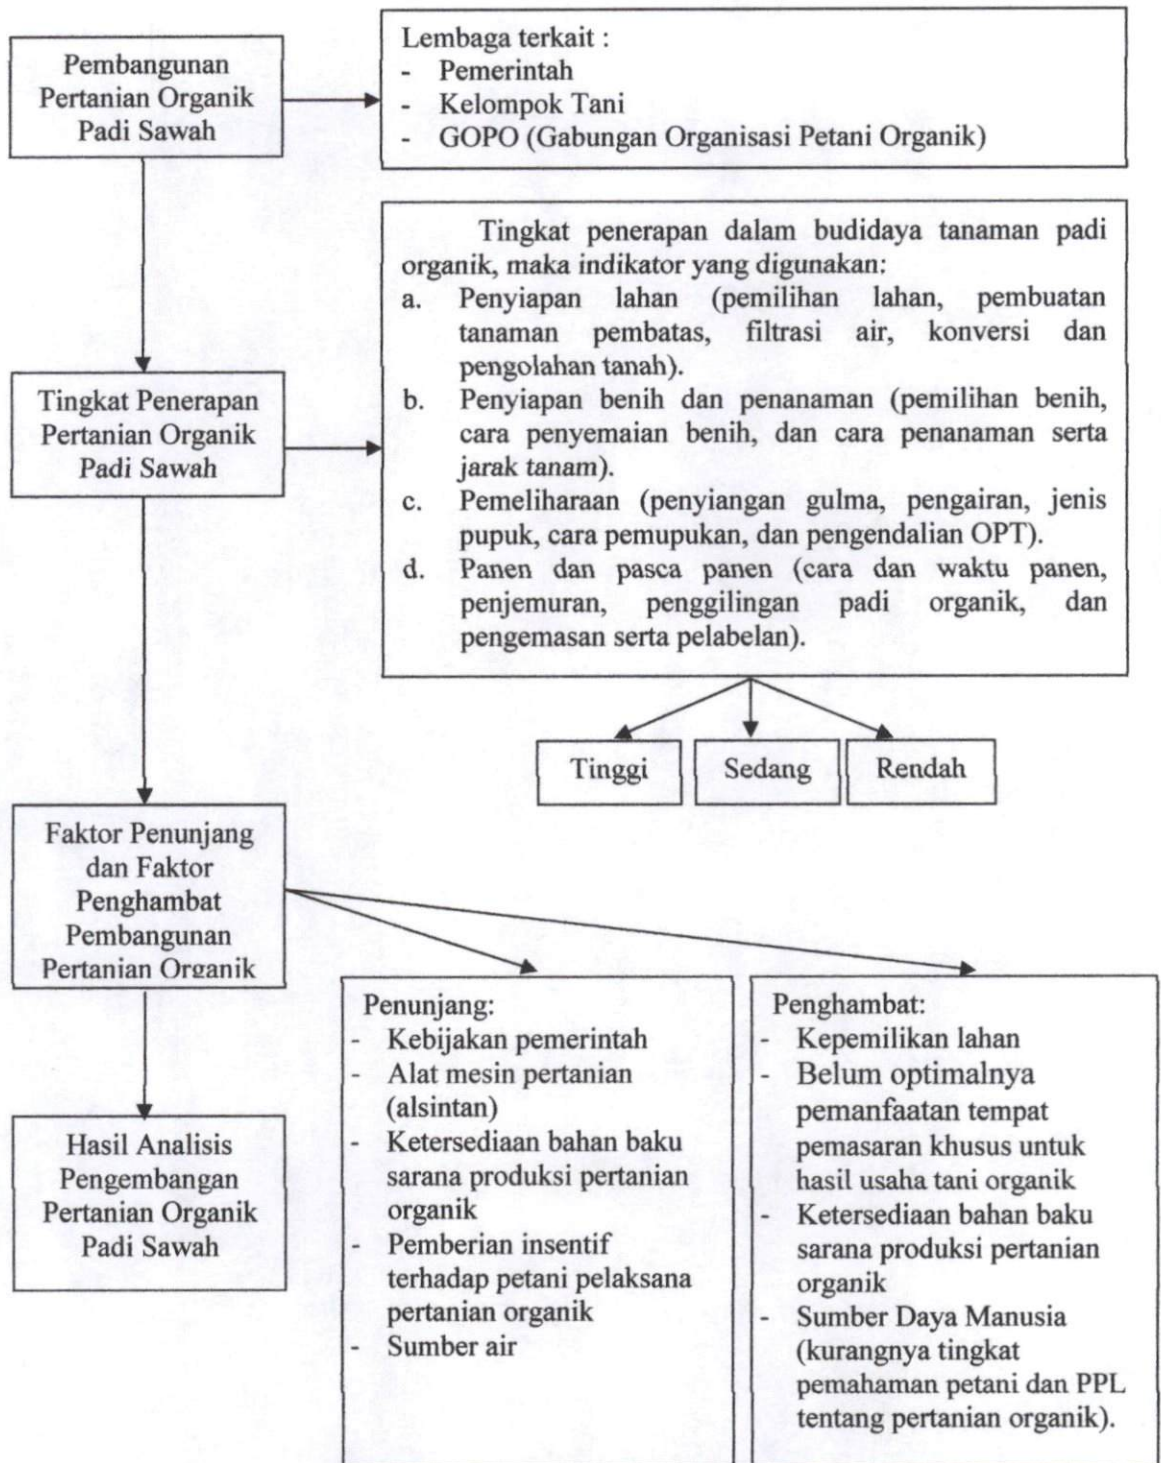 Pembangunan
Pertanian Organik
Padi Sawah
Lembaga terkait :
- Pemerintah
- Kelompok Tani
- GOPO (Gabungan Organisasi Petani Organik)
Tingkat Penerapan
Pertanian Organik
Padi Sawah
Tingkat penerapan dalam budidaya tanaman padi
organik, maka indikator yang digunakan:
a. Penyiapan lahan (pemilihan lahan, pembuatan
tanaman pembatas, filtrasi air, konversi dan
pengolahan tanah).
b. Penyiapan benih dan penanaman (pemilihan benih,
cara penyemaian benih, dan cara penanaman serta
jarak tanam).
c. Pemeliharaan (penyiangan gulma, pengairan, jenis
pupuk, cara pemupukan, dan pengendalian OPT).
d. Panen dan pasca panen (cara dan waktu panen,
penjemuran, penggilingan padi organik, dan
pengemasan serta pelabelan).
Tinggi
Sedang
Rendah
Faktor Penunjang
dan Faktor
Penghambat
Pembangunan
Pertanian Organik
Penunjang:
- Kebijakan pemerintah
- Alat mesin pertanian
(alsintan)
- Ketersediaan bahan baku
sarana produksi pertanian
organik
- Pemberian insentif
terhadap petani pelaksana
pertanian organik
- Sumber air
Penghambat:
- Kepemilikan lahan
- Belum optimalnya
pemanfaatan tempat
pemasaran khusus untuk
hasil usaha tani organik
- Ketersediaan bahan baku
sarana produksi pertanian
organik
- Sumber Daya Manusia
(kurangnya tingkat
pemahaman petani dan PPL
tentang pertanian organik).
Hasil Analisis
Pengembangan
Pertanian Organik
Padi Sawah